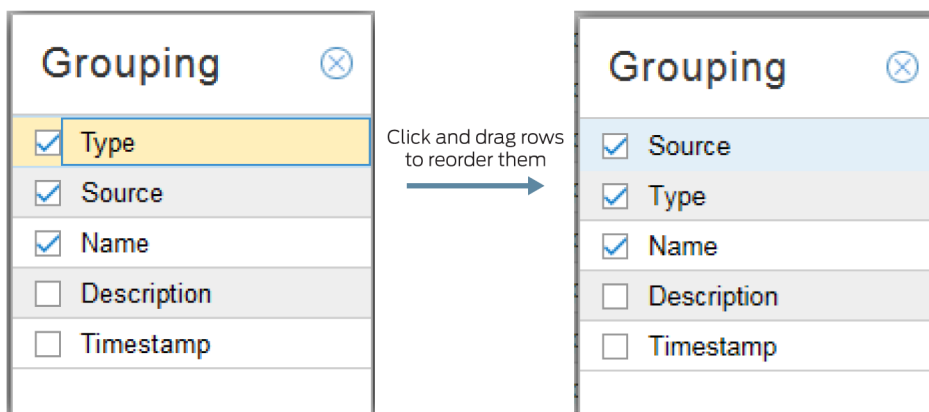 Grouping
Type
Source
Name
Description
Timestamp
Click and drag rows
to reorder them
Grouping
Source
Type
Name
Description
Timestamp